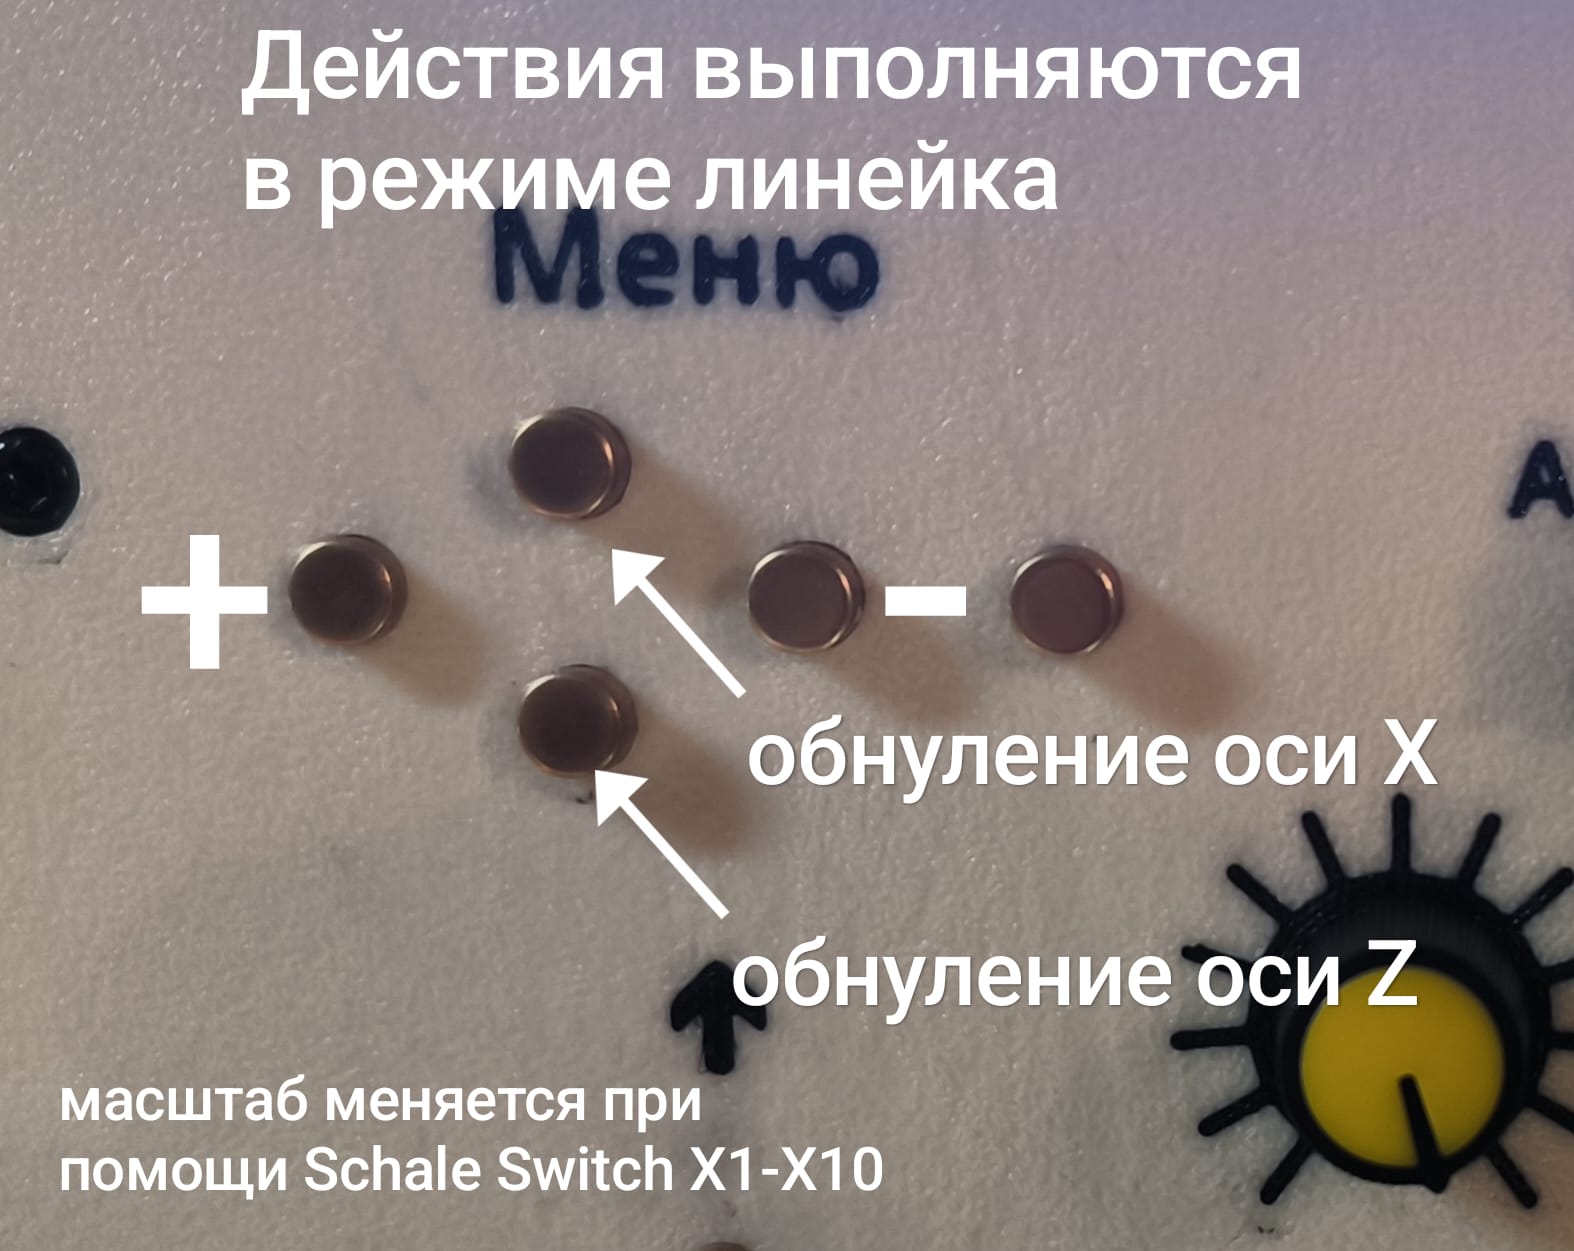 Действия выполняются
в режиме линейка
Меню
А
+
-
обнуление оси X
обнуление оси Z
масштаб меняется при
помощи Schale Switch X1-X10